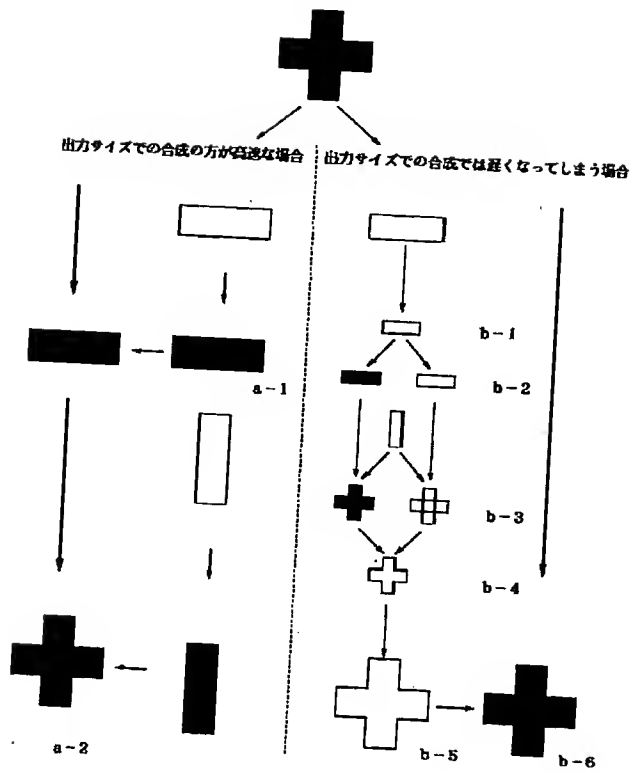 出力サイズでの合成の方が高速な場合
出力サイズでの合成では遅くなってしまう場合
a-1
a-2
b-1
b-2
b-3
b-4
b-5
b-6